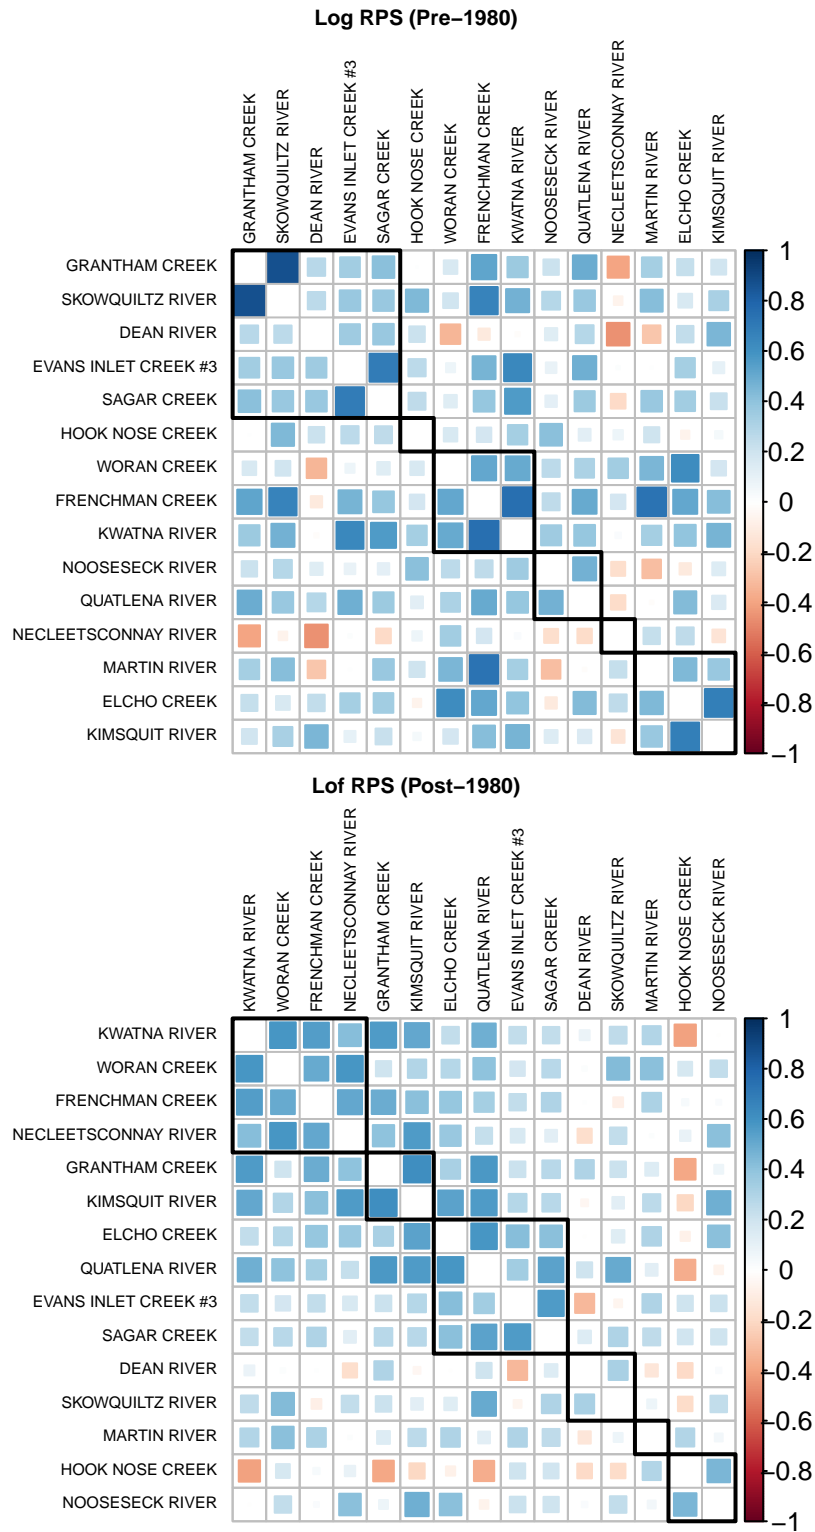 Log RPS (Pre−1980)
GRANTHAM CREEK
SKOWQUILTZ RIVER
DEAN RIVER
EVANS INLET CREEK #3
SAGAR CREEK
HOOK NOSE CREEK
WORAN CREEK
FRENCHMAN CREEK
KWATNA RIVER
NOOSESECK RIVER
QUATLENA RIVER
NECLEETSCONNAY RIVER
MARTIN RIVER
ELCHO CREEK
KIMSQUIT RIVER
GRANTHAM CREEK
SKOWQUILTZ RIVER
DEAN RIVER
EVANS INLET CREEK #3
SAGAR CREEK
HOOK NOSE CREEK
WORAN CREEK
FRENCHMAN CREEK
KWATNA RIVER
NOOSESECK RIVER
QUATLENA RIVER
NECLEETSCONNAY RIVER
MARTIN RIVER
ELCHO CREEK
KIMSQUIT RIVER
1
0.8
0.6
0.4
0.2
0
−0.2
−0.4
−0.6
−0.8
−1
Lof RPS (Post−1980)
KWATNA RIVER
WORAN CREEK
FRENCHMAN CREEK
NECLEETSCONNAY RIVER
GRANTHAM CREEK
KIMSQUIT RIVER
ELCHO CREEK
QUATLENA RIVER
EVANS INLET CREEK #3
SAGAR CREEK
DEAN RIVER
SKOWQUILTZ RIVER
MARTIN RIVER
HOOK NOSE CREEK
NOOSESECK RIVER
KWATNA RIVER
WORAN CREEK
FRENCHMAN CREEK
NECLEETSCONNAY RIVER
GRANTHAM CREEK
KIMSQUIT RIVER
ELCHO CREEK
QUATLENA RIVER
EVANS INLET CREEK #3
SAGAR CREEK
DEAN RIVER
SKOWQUILTZ RIVER
MARTIN RIVER
HOOK NOSE CREEK
NOOSESECK RIVER
1
0.8
0.6
0.4
0.2
0
−0.2
−0.4
−0.6
−0.8
−1